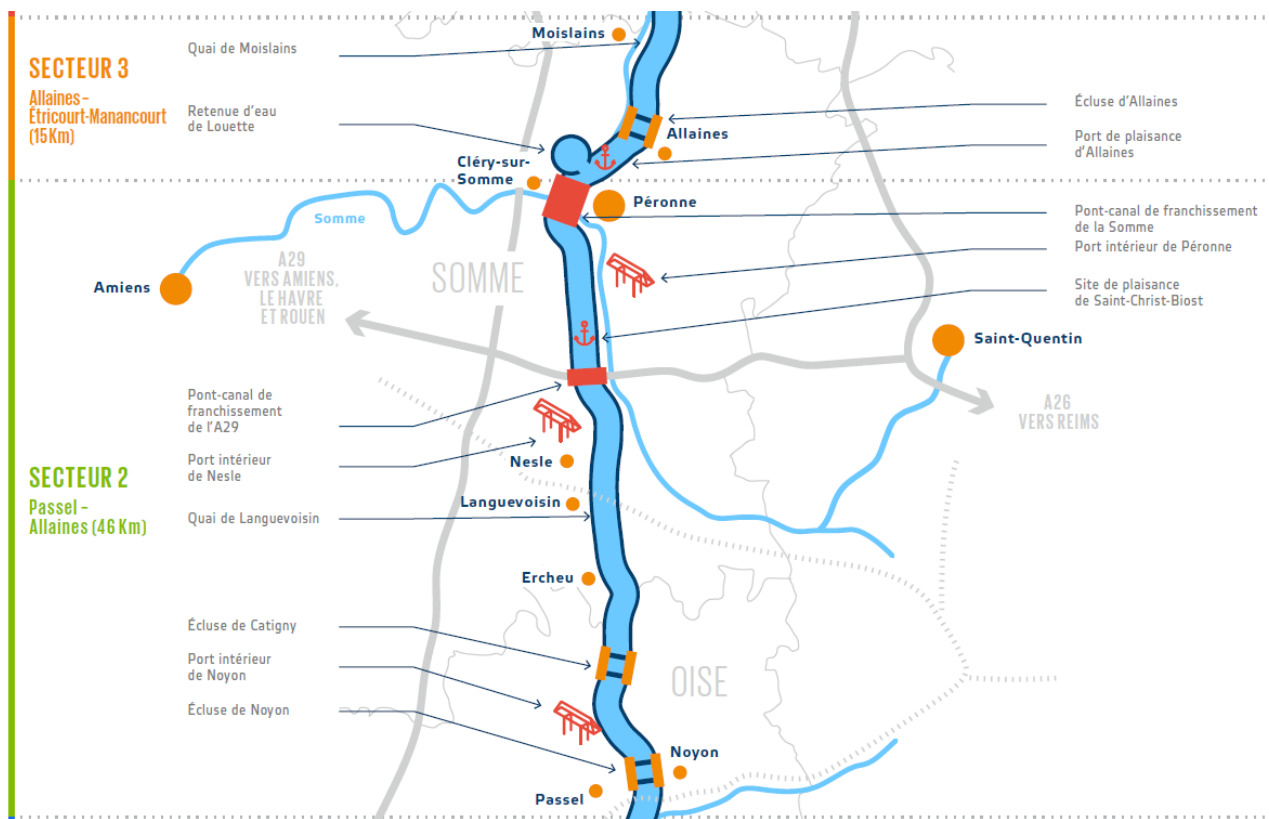 SECTEUR 3
Allaines –
Étricourt-Manancourt
(15Km)
Quai de Moislains
Retenue d'eau
de Louette
Moislains
Allaines
Cléry-sur-
Somme
Péronne
Écluse d'Allaines
Port de plaisance
d'Allaines
Pont-canal de franchissement
de la Somme
Port intérieur de Péronne
Site de plaisance
de Saint-Christ-Biost
Somme
Amiens
A29
VERS AMIENS,
LE HAVRE
ET ROUEN
SOMME
Saint-Quentin
A26
VERS REIMS
SECTEUR 2
Passel –
Allaines (46 Km)
Pont-canal de
franchissement
de l'A29
Port intérieur
de Nesle
Quai de Languevoisin
Nesle
Languevoisin
Ercheu
Écluse de Catigny
Port intérieur
de Noyon
Écluse de Noyon
OISE
Noyon
Passel